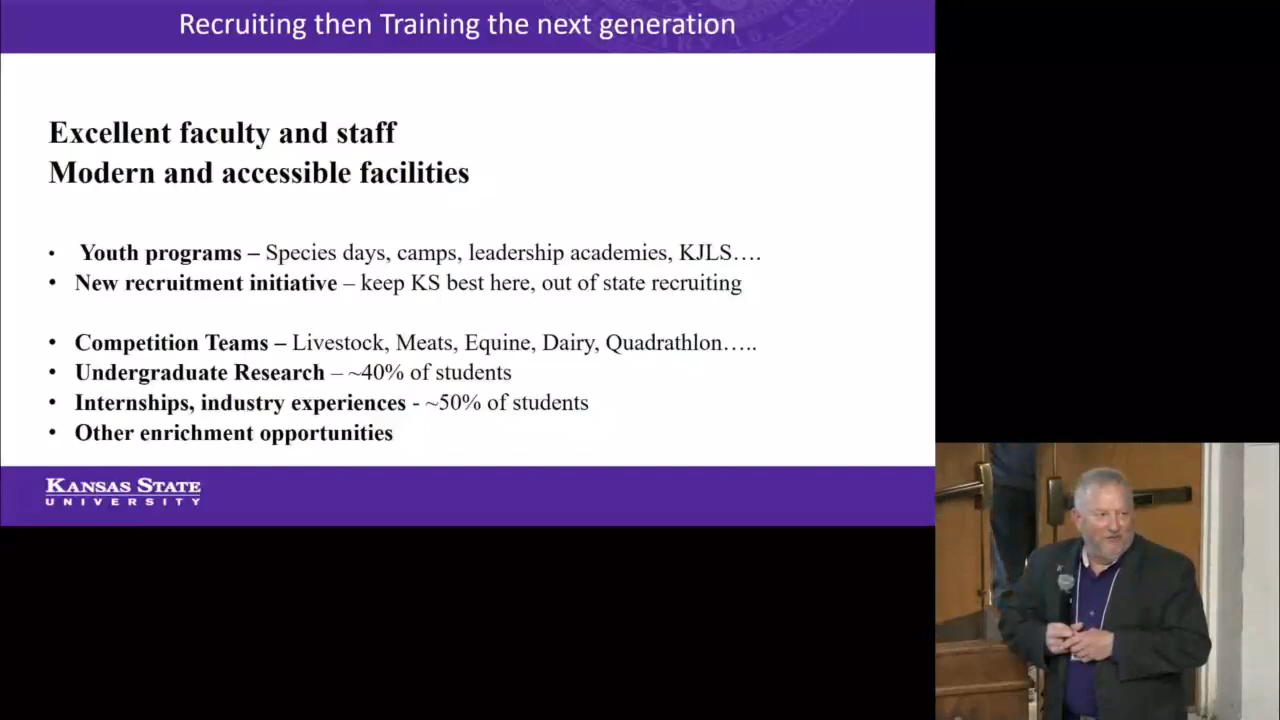 Recruiting then Training the next generation
Excellent faculty and staff
Modern and accessible facilities
• Youth programs – Species days, camps, leadership academies, KJLS….
• New recruitment initiative – keep KS best here, out of state recruiting
• Competition Teams – Livestock, Meats, Equine, Dairy, Quadrathlon…..
• Undergraduate Research – ~40% of students
• Internships, industry experiences - ~50% of students
• Other enrichment opportunities
KANSAS STATE
UNIVERSITY